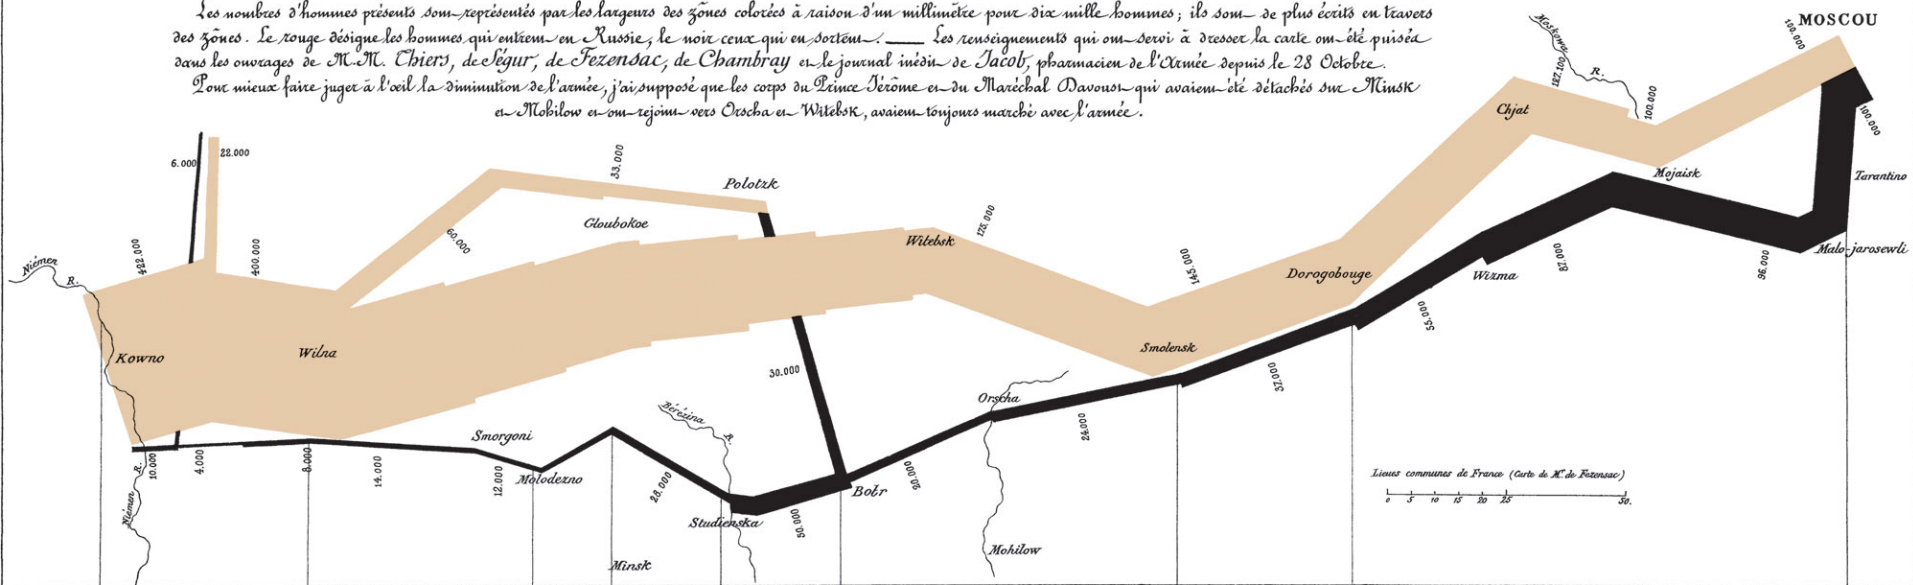 Les nombres d'hommes présents sont représentés par les largeurs des zônes colorées à raison d'un millimètre pour dix mille hommes; ils sont de plus écrits en travers
des zônes. Le rouge désigne les hommes qui entrent en Russie, le noir ceux qui en sortent. — Les renseignements qui ont servi à dresser la carte ont été puisés
dans les ouvrages de M.M. Thiers, de Ségur, de Fezensac, de Chambray et le journal inédit de Jacob, pharmacien de l'Armée depuis le 28 Octobre.
Pour mieux faire juger à l'œil la diminution de l'armée, j'ai supposé que les corps du Prince Jérôme et du Maréchal Davoust qui avaient été détachés sur Minsk
et Mohilow et ont rejoint vers Orscha et Witebsk, avaient toujours marché avec l'armée.
MOSCOU
100.000
Moskowa
R.
127.100
100.000
Chjat
100.000
Mojaisk
Tarantino
Malo-jarosewli
6.000
22.000
33.000
Polotzk
Gloubokoe
60.000
422.000
400.000
Niémen
R.
Witebsk
175.000
145.000
Dorogobouge
Wizma
87.000
96.000
55.000
Kowno
Wilna
Smolensk
30.000
37.000
Orscha
24.000
Bérézina
R.
Smorgoni
Molodezno
10.000
4.000
8.000
14.000
12.000
28.000
R.
Niémen
Studienska
50.000
Bobr
20.000
Mohilow
Minsk
Lieues communes de France (Carte de M. de Fezensac)
0 5 10 15 20 25 50.